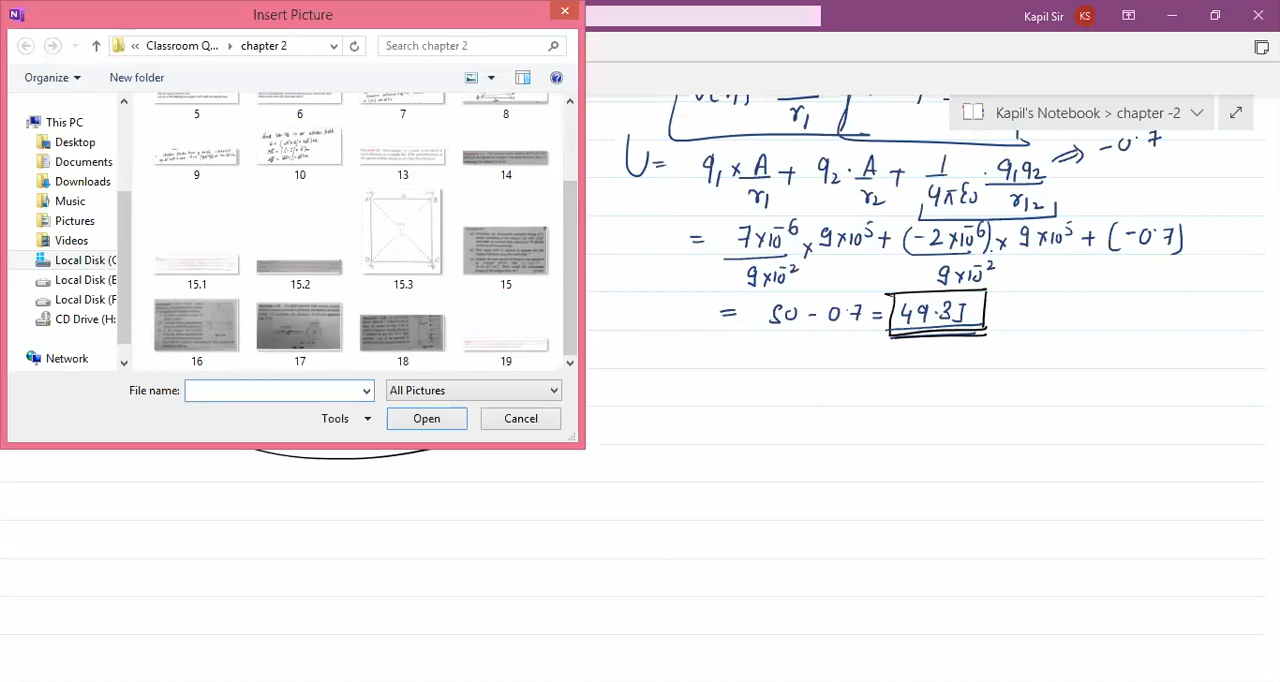 Insert Picture
Kapil Sir KS
Classroom Q... chapter 2
Search chapter 2
Organize New folder
5 6 7 8
Kapil's Notebook > chapter -2
r₁
This PC
Desktop
Documents
Downloads
Music
Pictures
Videos
Local Disk (C
Local Disk (E
Local Disk (F
CD Drive (H:
Network
9 10 13 14
15.1 15.2 15.3 15
16 17 18 19
File name:
All Pictures
Tools Open Cancel
U = q₁ × A/r₁ + q₂ · A/r₂ + 1/4πε₀ · q₁q₂/r₁₂ ⇒ -0.7
= 7×10⁻⁶/9×10⁻² × 9×10⁵ + (-2×10⁻⁶)/9×10⁻² × 9×10⁵ + (-0.7)
= 50 - 0.7 = 49.3J